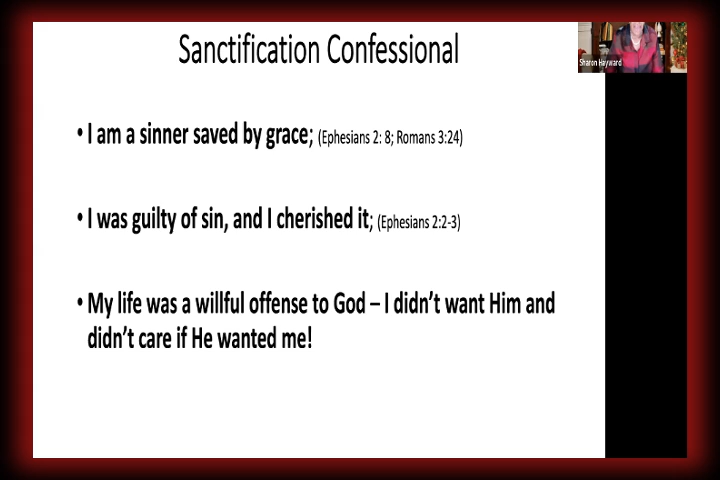 Sanctification Confessional
Sharon Hayward
• I am a sinner saved by grace; (Ephesians 2: 8; Romans 3:24)
• I was guilty of sin, and I cherished it; (Ephesians 2:2-3)
• My life was a willful offense to God – I didn’t want Him and
didn’t care if He wanted me!